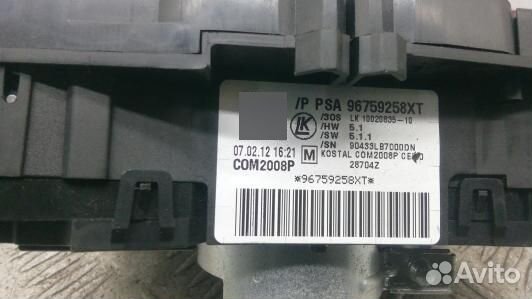 /P PSA 96759258XT
/SOS LK 10020835-10
/HW 5.1
/SW 5.1.1
/SN 90433LB7000DN
07.02.12 16:21 M KOSTAL COM2008P
COM2008P 28704Z
*96759258XT*
Avito